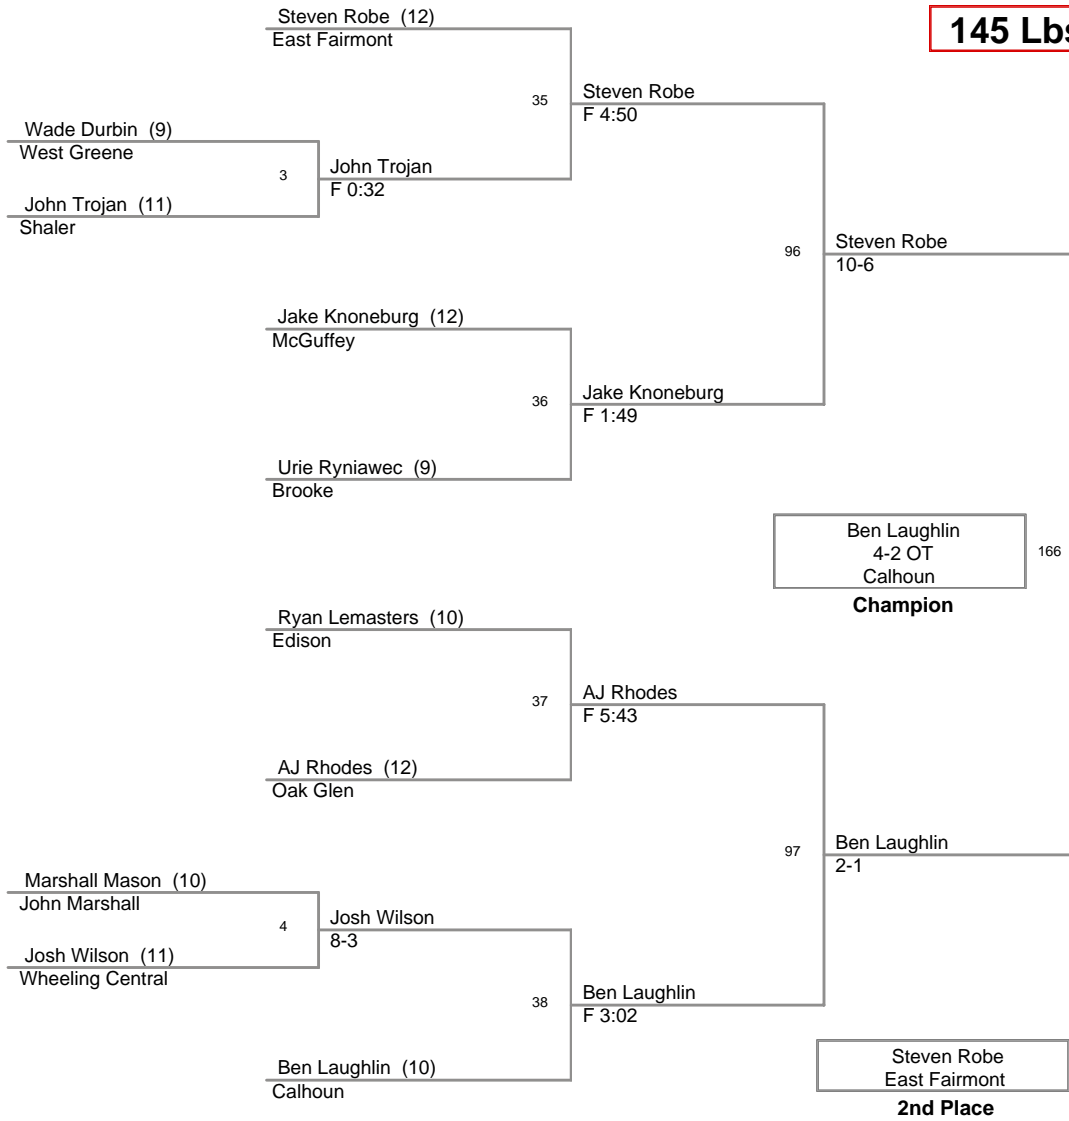 Steven Robe (12)
East Fairmont
145 Lbs
35
Steven Robe
F 4:50
Wade Durbin (9)
West Greene
3
John Trojan
F 0:32
John Trojan (11)
Shaler
96
Steven Robe
10-6
Jake Knoneburg (12)
McGuffey
36
Jake Knoneburg
F 1:49
Urie Ryniawec (9)
Brooke
Ben Laughlin
4-2 OT
Calhoun
166
Champion
Ryan Lemasters (10)
Edison
37
AJ Rhodes
F 5:43
AJ Rhodes (12)
Oak Glen
97
Ben Laughlin
2-1
Marshall Mason (10)
John Marshall
4
Josh Wilson
8-3
Josh Wilson (11)
Wheeling Central
38
Ben Laughlin
F 3:02
Ben Laughlin (10)
Calhoun
Steven Robe
East Fairmont
2nd Place